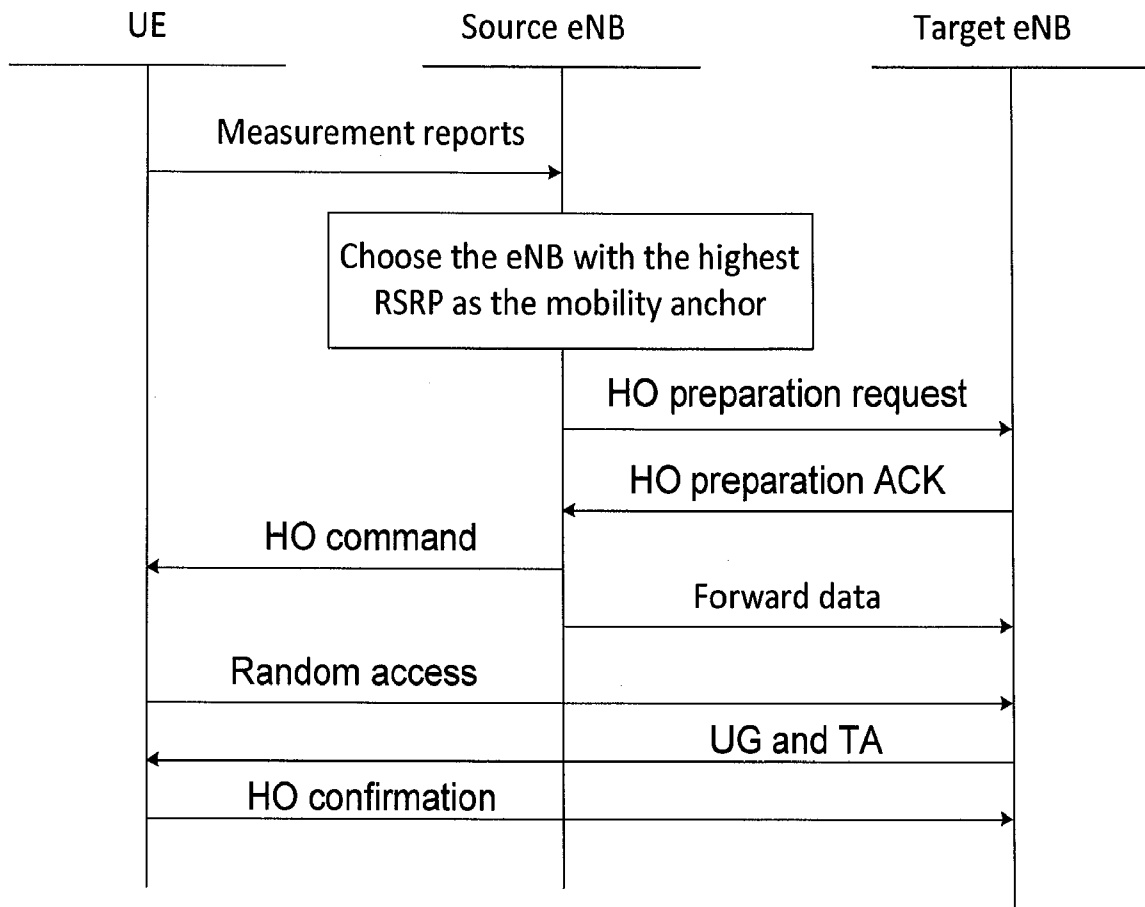 UE
Source eNB
Target eNB
Measurement reports
Choose the eNB with the highest
RSRP as the mobility anchor
HO preparation request
HO preparation ACK
HO command
Forward data
Random access
UG and TA
HO confirmation